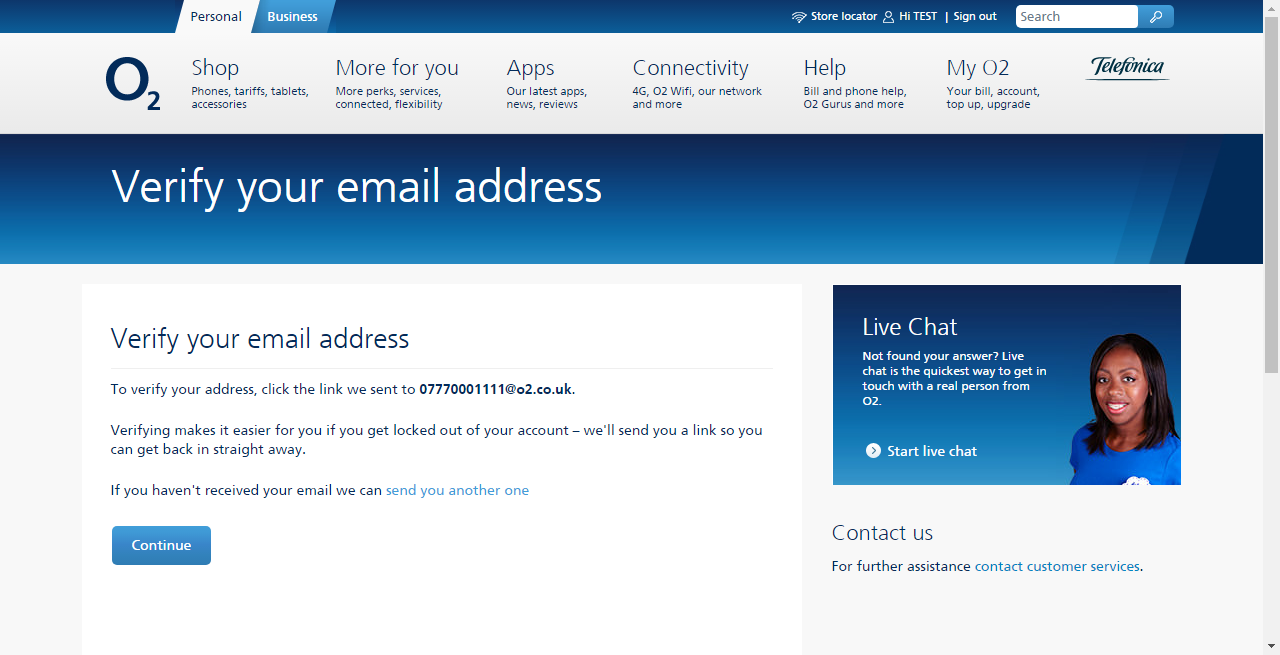 Personal
Business
Store locator
Hi TEST | Sign out
Search
O2
Shop
Phones, tariffs, tablets,
accessories
More for you
More perks, services,
connected, flexibility
Apps
Our latest apps,
news, reviews
Connectivity
4G, O2 Wifi, our network
and more
Help
Bill and phone help,
O2 Gurus and more
My O2
Your bill, account,
top up, upgrade
Telefónica
Verify your email address
Verify your email address
To verify your address, click the link we sent to 07770001111@o2.co.uk.
Verifying makes it easier for you if you get locked out of your account – we'll send you a link so you
can get back in straight away.
If you haven't received your email we can send you another one
Continue
Live Chat
Not found your answer? Live
chat is the quickest way to get in
touch with a real person from
O2.
Start live chat
Contact us
For further assistance contact customer services.